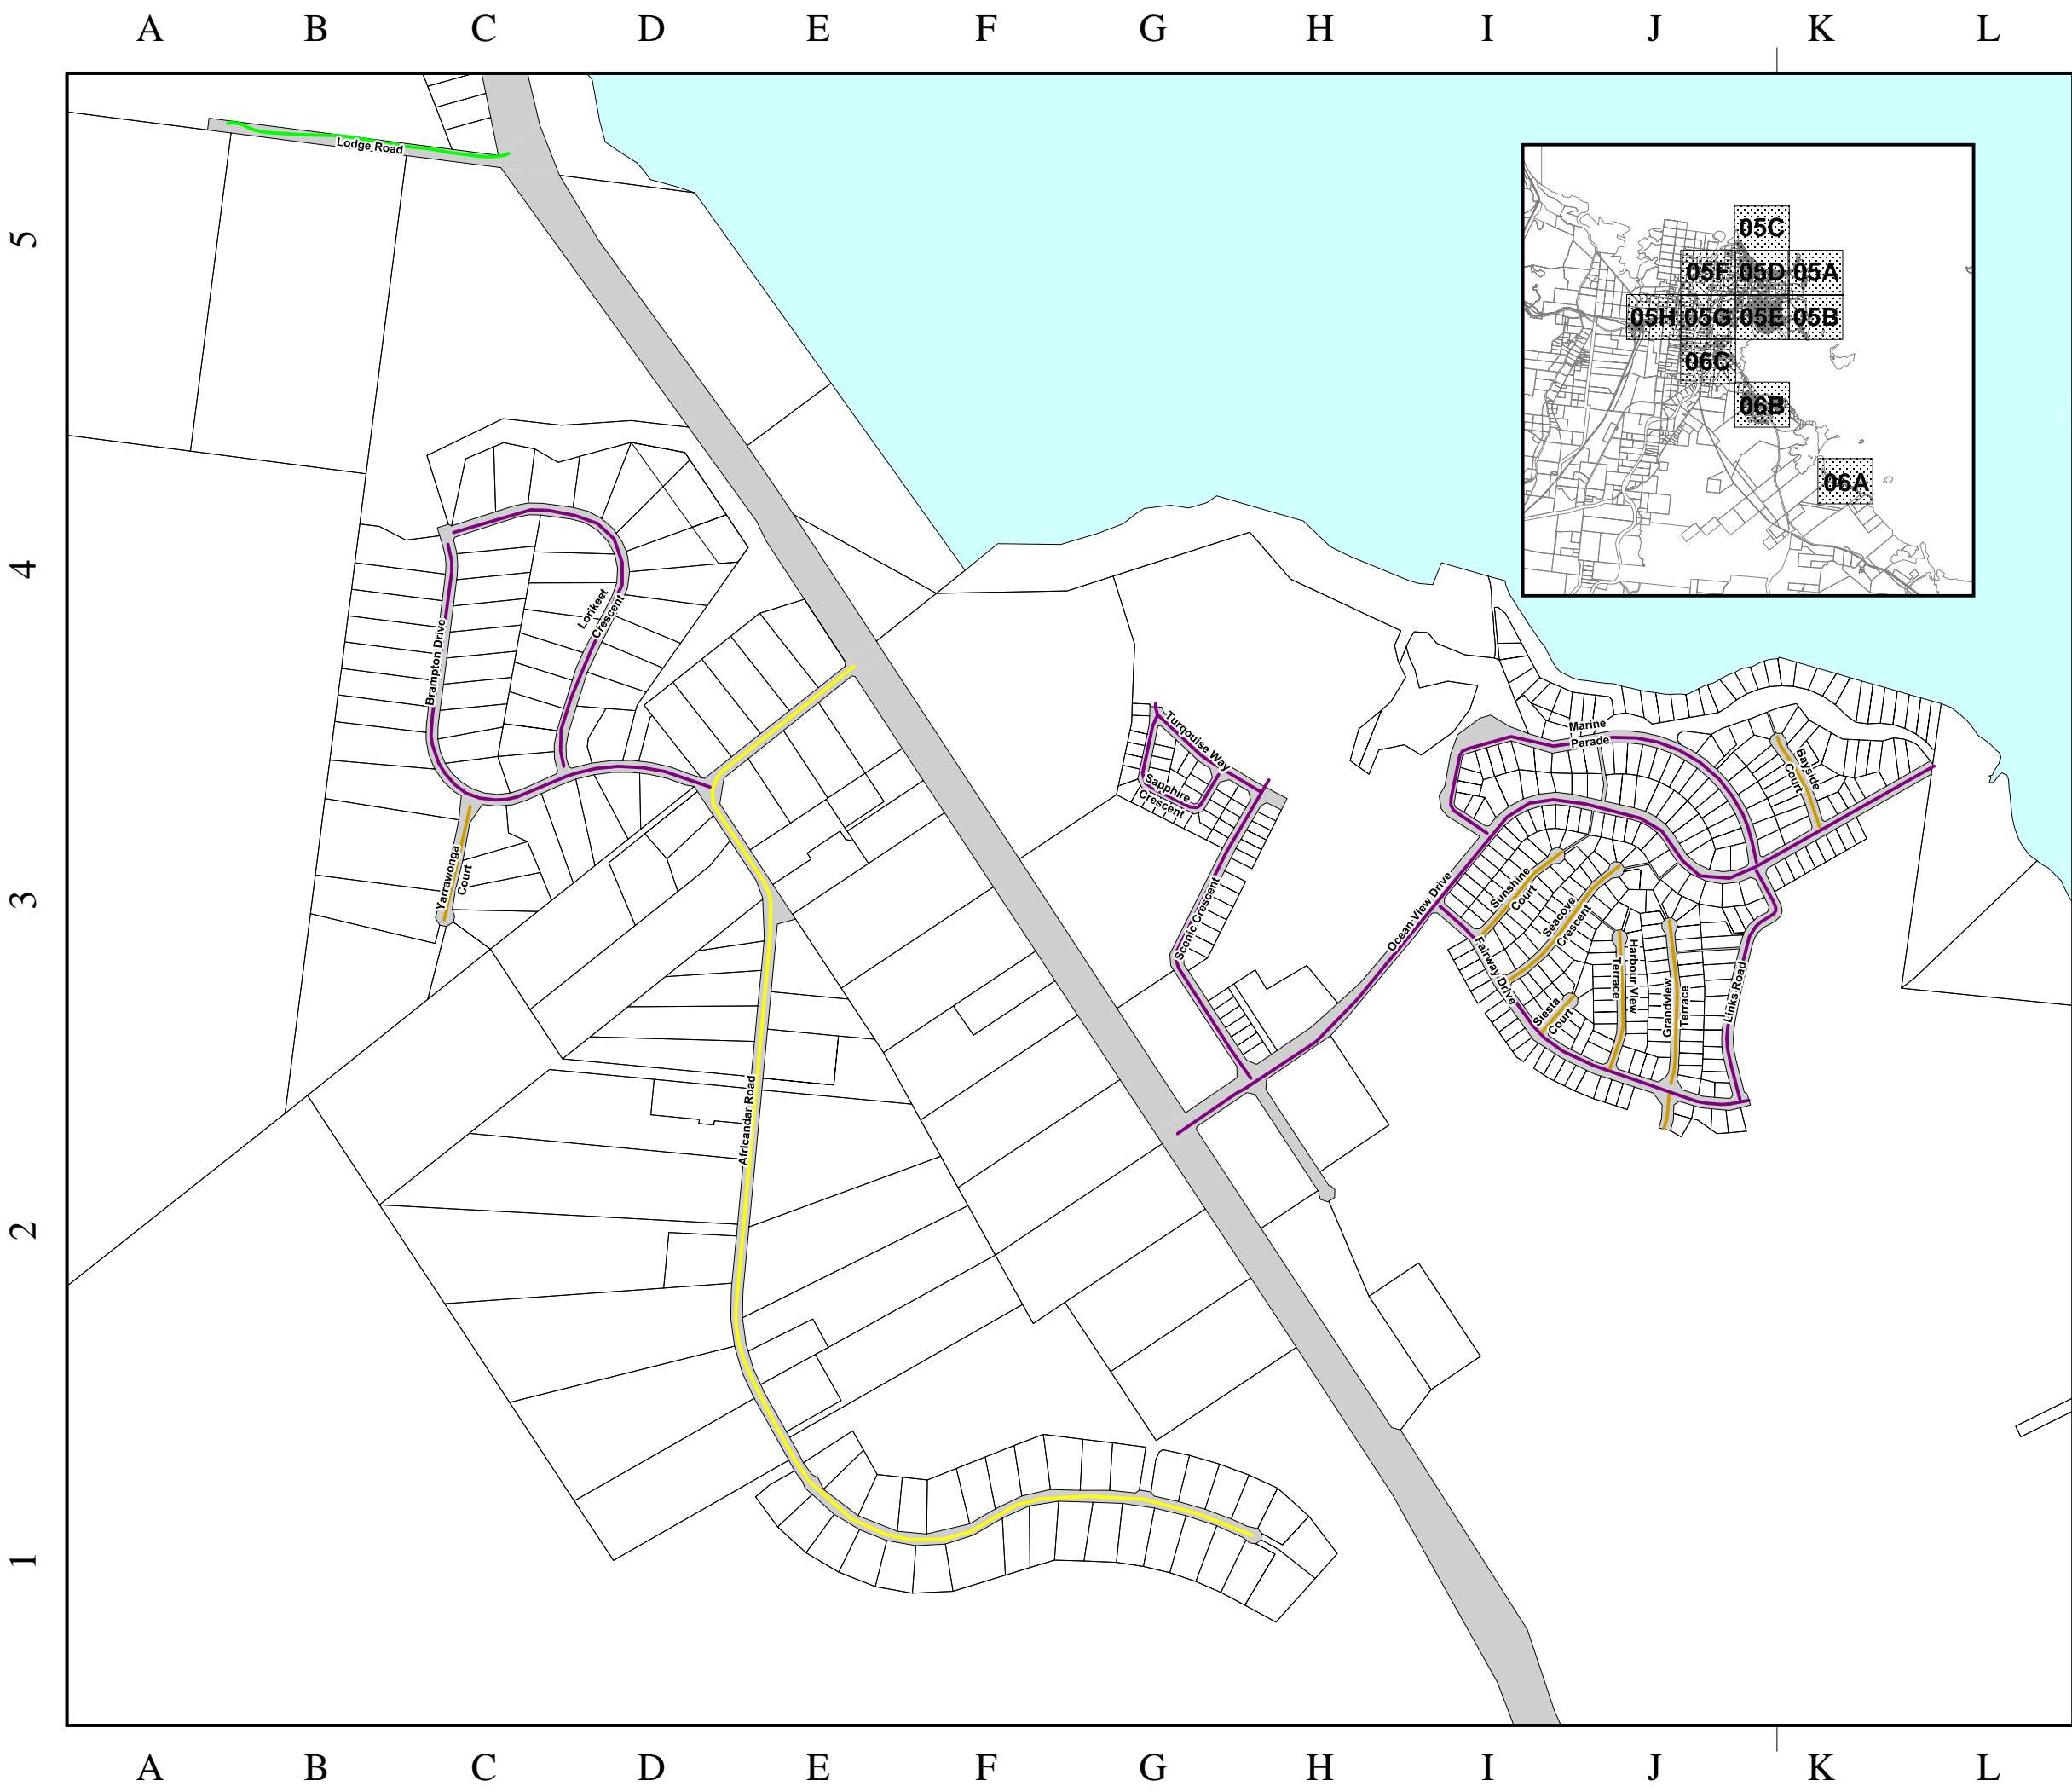 A B C D E F G H I J K L
5
4
3
2
1
Lodge Road
05C
05F 05D 05A
05H 05G 05E 05B
06C
06B
06A
Brampton Drive
Lorikeet
Crescent
Yarrawonga
Court
Africandar Road
Turqouise Way
Sapphire
Crescent
Scenic Crescent
Ocean View Drive
Marine
Parade
Bayside
Court
Sunshine
Court
Seacove
Crescent
Fairway Drive
Siesta
Court
Harbour View
Terrace
Grandview
Terrace
Links Road
A B C D E F G H I J K L